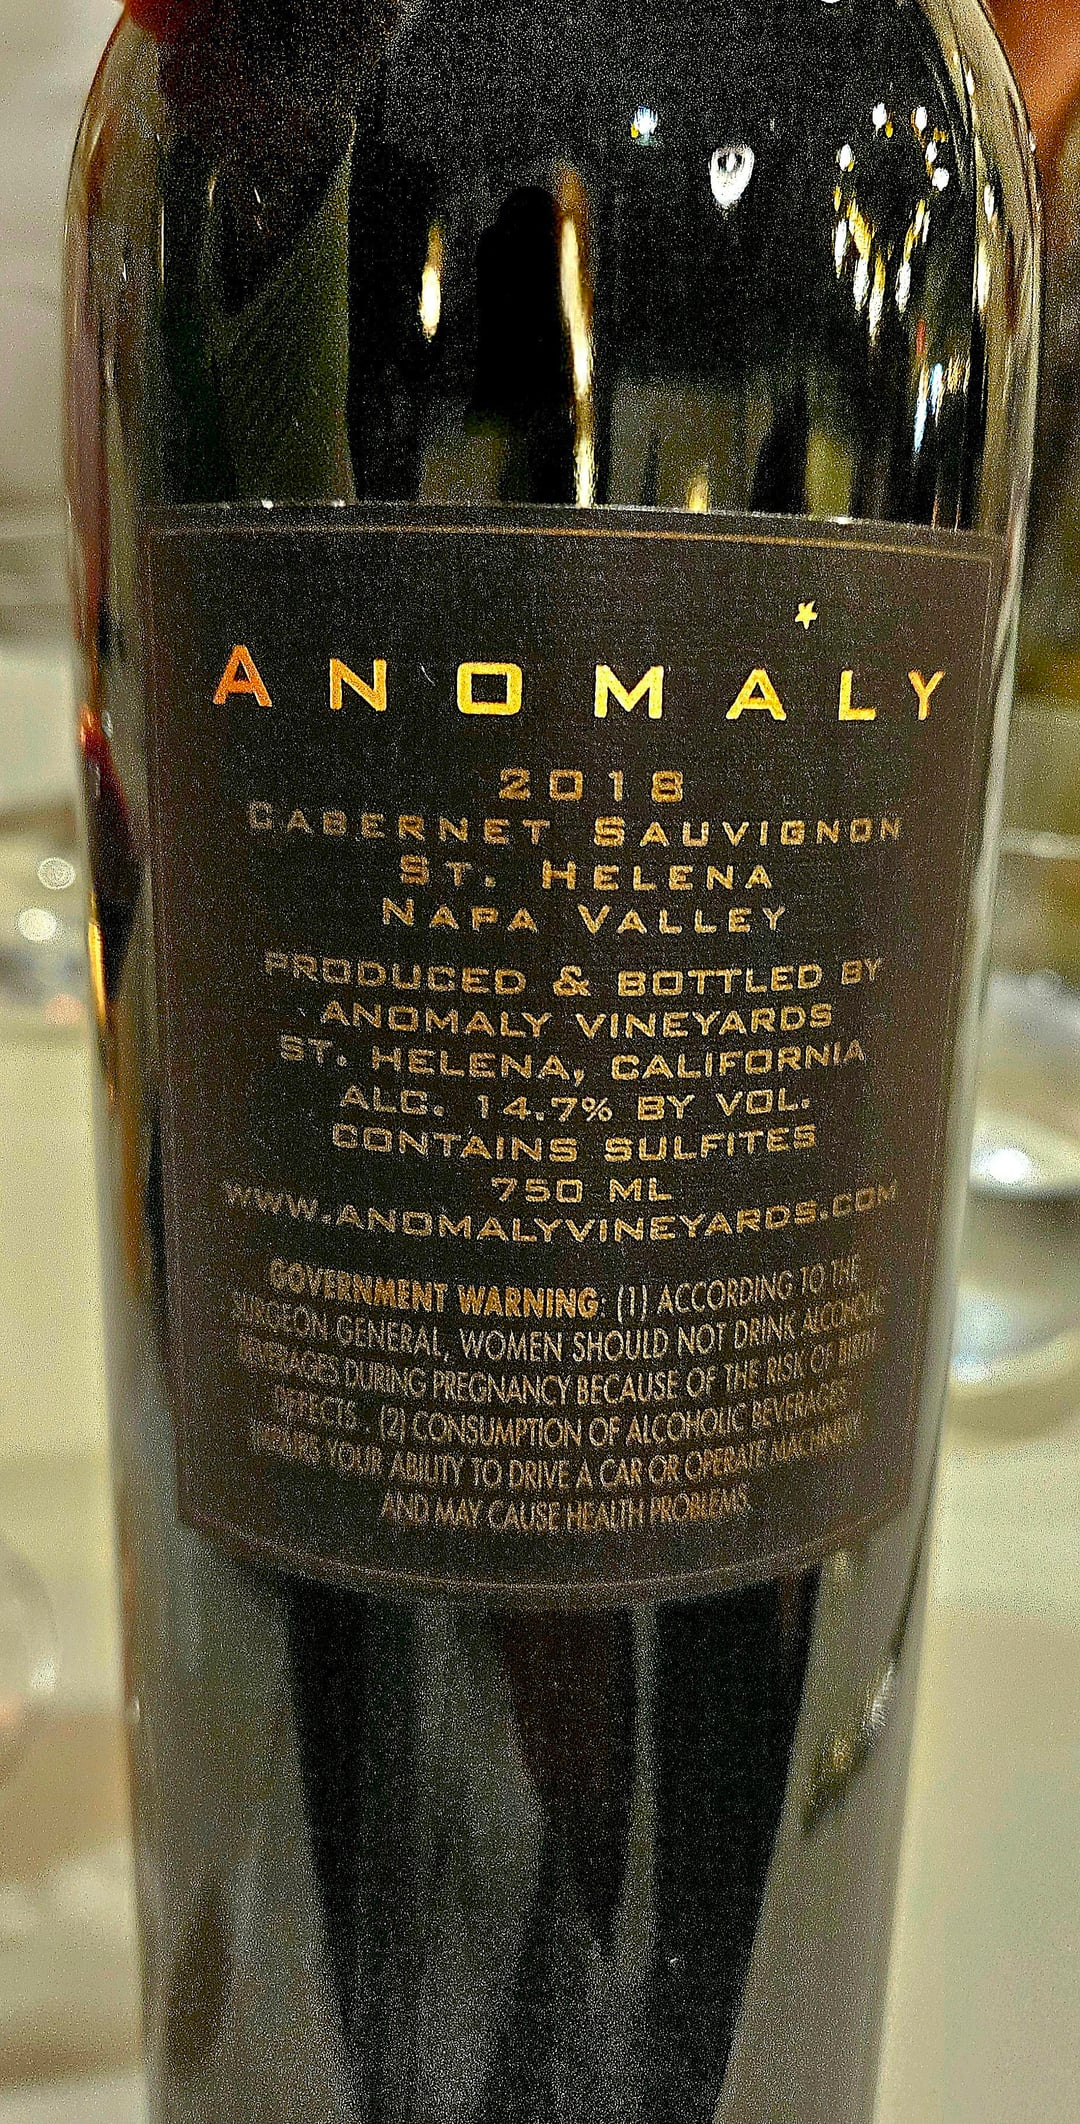 ANOMALY
2018
CABERNET SAUVIGNON
ST. HELENA
NAPA VALLEY
PRODUCED & BOTTLED BY
ANOMALY VINEYARDS
ST. HELENA, CALIFORNIA
ALC. 14.7% BY VOL.
CONTAINS SULFITES
750 ML
WWW.ANOMALYVINEYARDS.COM
GOVERNMENT WARNING: (1) ACCORDING TO THE
SURGEON GENERAL, WOMEN SHOULD NOT DRINK ALCOHOLIC
BEVERAGES DURING PREGNANCY BECAUSE OF THE RISK OF BIRTH
DEFECTS. (2) CONSUMPTION OF ALCOHOLIC BEVERAGES
IMPAIRS YOUR ABILITY TO DRIVE A CAR OR OPERATE MACHINERY
AND MAY CAUSE HEALTH PROBLEMS.